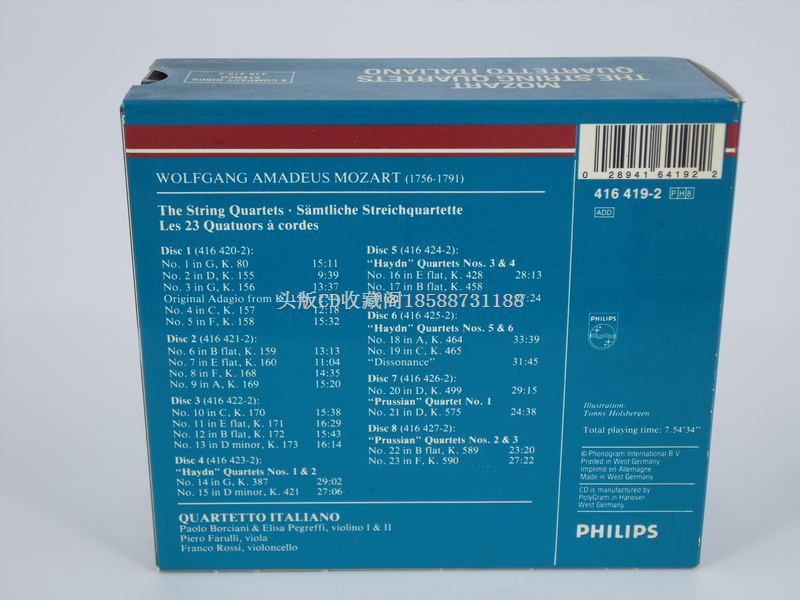 MOZART
THE STRING QUARTETS
QUARTETTO ITALIANO
8 COMPACT DISCS
STEREO
416 419-2
0 28941 64192 2
416 419-2 PHB
ADD
WOLFGANG AMADEUS MOZART (1756-1791)
The String Quartets · Sämtliche Streichquartette
Les 23 Quatuors à cordes
Disc 1 (416 420-2):
No. 1 in G, K. 80 15:11
No. 2 in D, K. 155 9:39
No. 3 in G, K. 156 13:37
Original Adagio from K.
No. 4 in C, K. 157 12:18
No. 5 in F, K. 158 15:32
Disc 2 (416 421-2):
No. 6 in B flat, K. 159 13:13
No. 7 in E flat, K. 160 11:04
No. 8 in F, K. 168 14:35
No. 9 in A, K. 169 15:20
Disc 3 (416 422-2):
No. 10 in C, K. 170 15:38
No. 11 in E flat, K. 171 16:29
No. 12 in B flat, K. 172 15:43
No. 13 in D minor, K. 173 16:14
Disc 4 (416 423-2):
"Haydn" Quartets Nos. 1 & 2
No. 14 in G, K. 387 29:02
No. 15 in D minor, K. 421 27:06
Disc 5 (416 424-2):
"Haydn" Quartets Nos. 3 & 4
No. 16 in E flat, K. 428 28:13
No. 17 in B flat, K. 458
:24
Disc 6 (416 425-2):
"Haydn" Quartets Nos. 5 & 6
No. 18 in A, K. 464 33:39
No. 19 in C, K. 465
"Dissonance" 31:45
Disc 7 (416 426-2):
No. 20 in D, K. 499 29:15
"Prussian" Quartet No. 1
No. 21 in D, K. 575 24:38
Disc 8 (416 427-2):
"Prussian" Quartets Nos. 2 & 3
No. 22 in B flat, K. 589 23:20
No. 23 in F, K. 590 27:22
头版CD收藏阁18588731188
QUARTETTO ITALIANO
Paolo Borciani & Elisa Pegreffi, violino I & II
Piero Farulli, viola
Franco Rossi, violoncello
PHILIPS
Illustration:
Tonny Holsbergen
Total playing time: 7.54'34"
© Phonogram International B V
Printed in West Germany
Imprimé en Allemagne
Made in West Germany
CD is manufactured by
PolyGram in Hanover
West Germany
PHILIPS